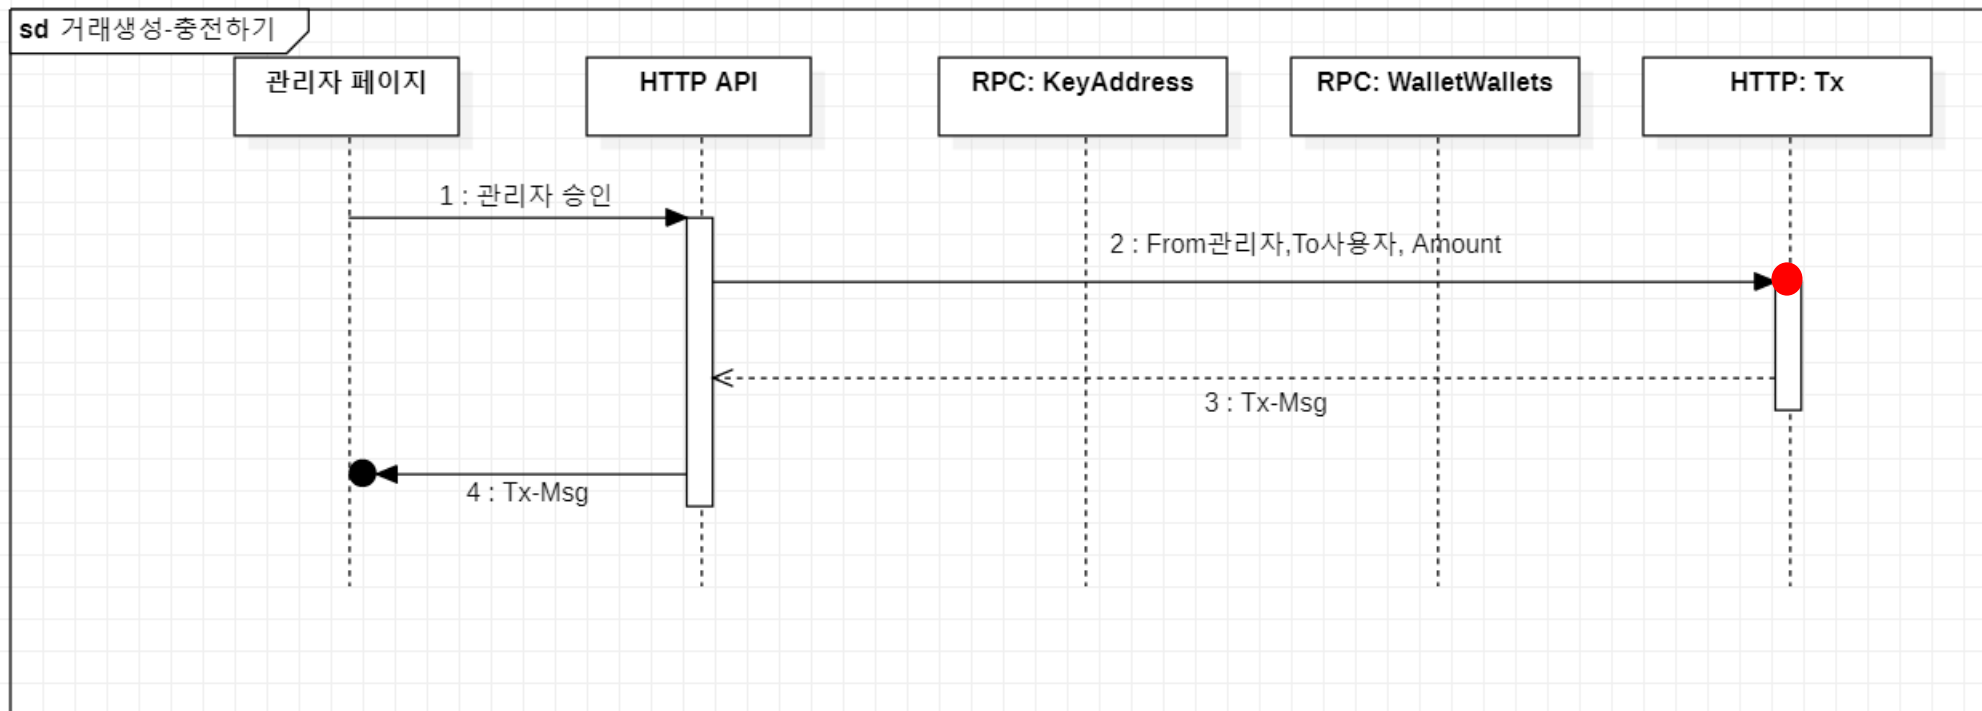 sd 거래생성-충전하기
관리자 페이지
HTTP API
RPC: KeyAddress
RPC: WalletWallets
HTTP: Tx
1 : 관리자 승인
2 : From관리자,To사용자, Amount
3 : Tx-Msg
4 : Tx-Msg